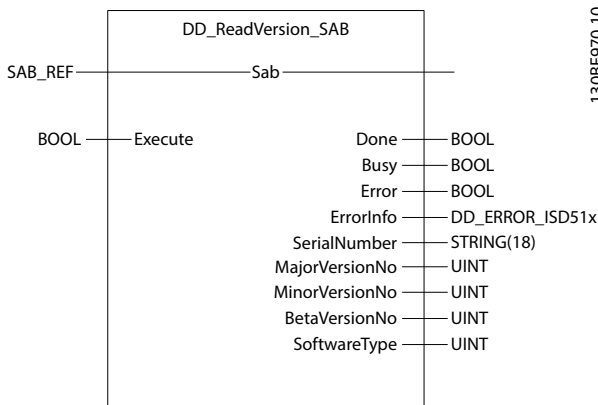 DD_ReadVersion_SAB
SAB_REF Sab
BOOL Execute Done BOOL
Busy BOOL
Error BOOL
ErrorInfo DD_ERROR_ISD51x
SerialNumber STRING(18)
MajorVersionNo UINT
MinorVersionNo UINT
BetaVersionNo UINT
SoftwareType UINT
130BF970.10